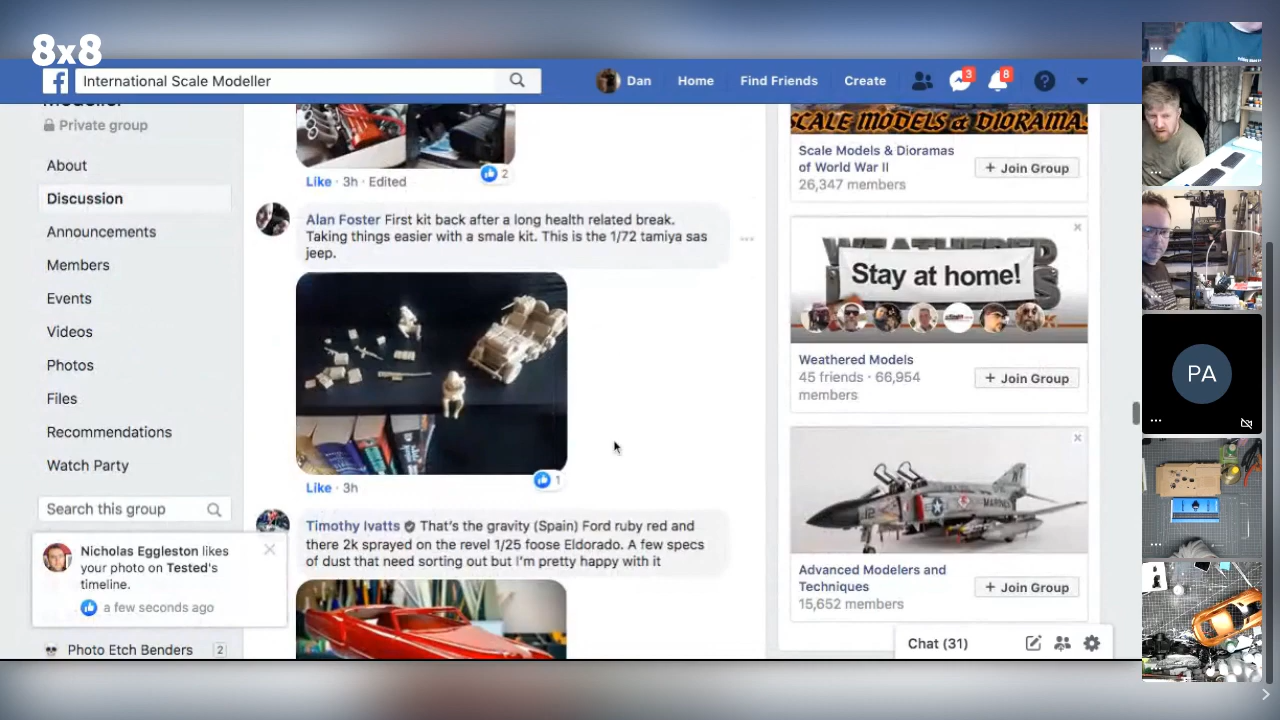 8x8
International Scale Modeller
Dan
Home
Find Friends
Create
3
8
Private group
About
Discussion
Announcements
Members
Events
Videos
Photos
Files
Recommendations
Watch Party
Search this group
Nicholas Eggleston likes
your photo on Tested's
timeline.
a few seconds ago
Photo Etch Benders 2
2
Like · 3h · Edited
Alan Foster First kit back after a long health related break.
Taking things easier with a smale kit. This is the 1/72 tamiya sas
jeep.
1
Like · 3h
Timothy Ivatts That's the gravity (Spain) Ford ruby red and
there 2k sprayed on the revel 1/25 foose Eldorado. A few specs
of dust that need sorting out but I'm pretty happy with it
SCALE MODELS & DIORAMAS
Scale Models & Dioramas
of World War II
26,347 members
+ Join Group
WEATHERED
Stay at home!
Weathered Models
45 friends · 66,954
members
+ Join Group
12
MARINES
Advanced Modelers and
Techniques
15,652 members
+ Join Group
Chat (31)
PA